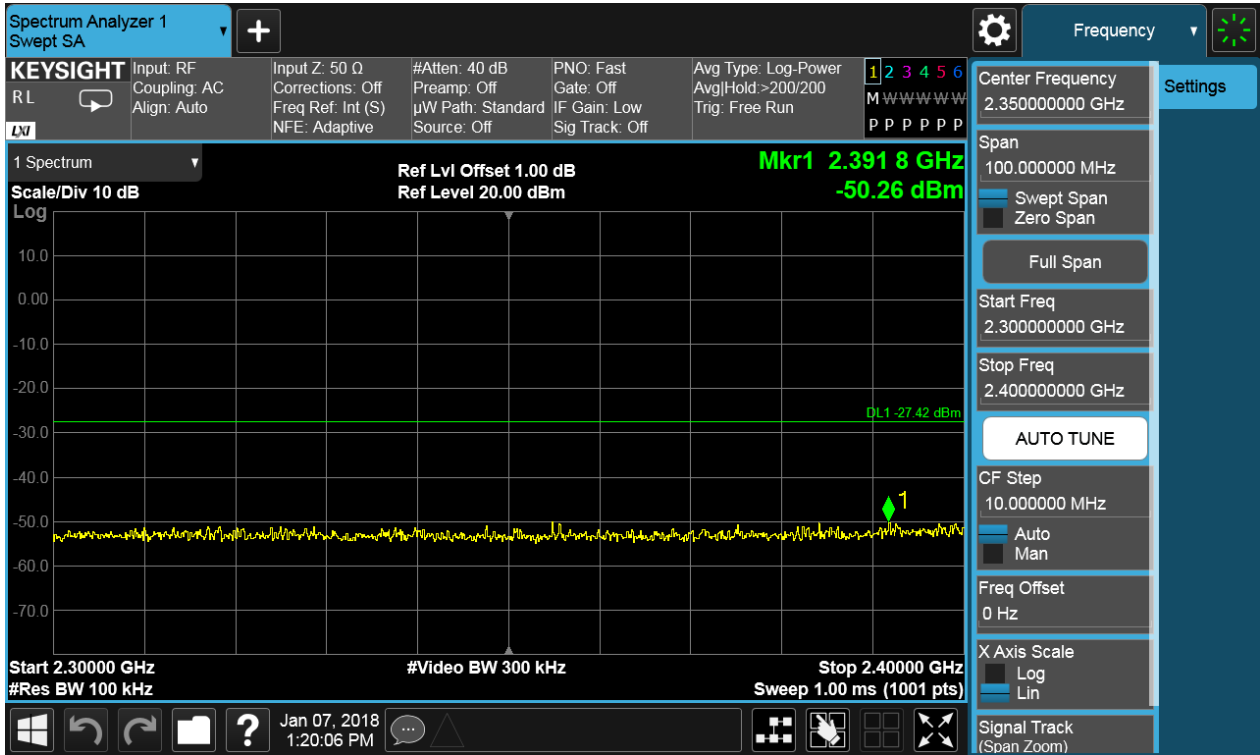 Spectrum Analyzer 1
Swept SA
Frequency
KEYSIGHT
RL
LXI
Input: RF
Coupling: AC
Align: Auto
Input Z: 50 Ω
Corrections: Off
Freq Ref: Int (S)
NFE: Adaptive
#Atten: 40 dB
Preamp: Off
µW Path: Standard
Source: Off
PNO: Fast
Gate: Off
IF Gain: Low
Sig Track: Off
Avg Type: Log-Power
Avg|Hold:>200/200
Trig: Free Run
1 2 3 4 5 6
M W W W W W
P P P P P P
1 Spectrum
Scale/Div 10 dB
Ref Lvl Offset 1.00 dB
Ref Level 20.00 dBm
Mkr1 2.391 8 GHz
-50.26 dBm
Log
10.0
0.00
-10.0
-20.0
DL1 -27.42 dBm
-30.0
-40.0
1
-50.0
-60.0
-70.0
Start 2.30000 GHz
#Res BW 100 kHz
#Video BW 300 kHz
Stop 2.40000 GHz
Sweep 1.00 ms (1001 pts)
Center Frequency
2.350000000 GHz
Settings
Span
100.000000 MHz
Swept Span
Zero Span
Full Span
Start Freq
2.300000000 GHz
Stop Freq
2.400000000 GHz
AUTO TUNE
CF Step
10.000000 MHz
Auto
Man
Freq Offset
0 Hz
X Axis Scale
Log
Lin
Signal Track
(Span Zoom)
?
Jan 07, 2018
1:20:06 PM